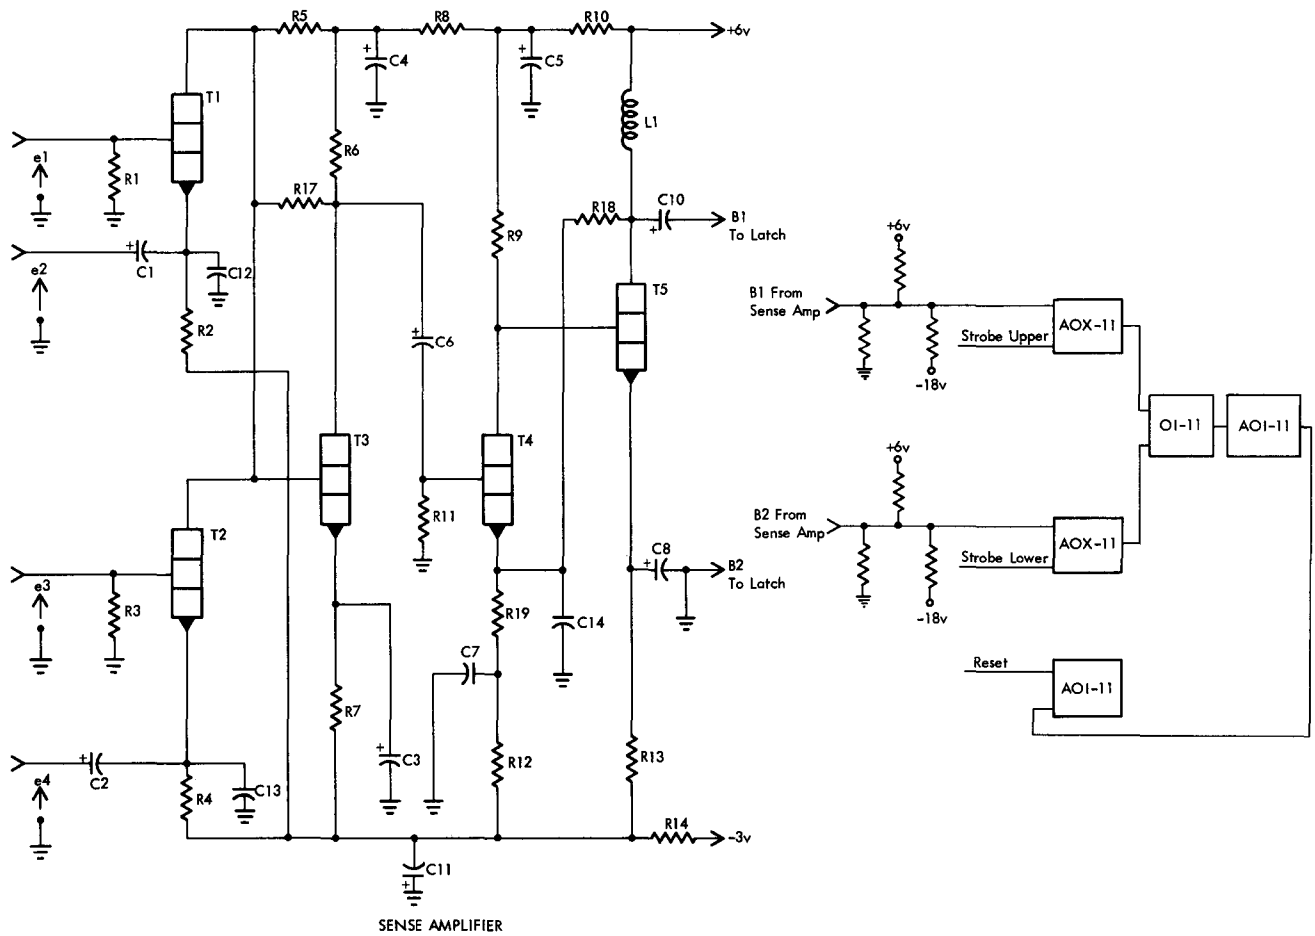 R5
R8
R10
+6v
+
C4
+
C5
T1
L1
e1
R1
R6
R17
R18
C10
+
B1
To Latch
+
C1
C12
e2
R9
R2
T5
+
C6
T3
T4
R11
T2
e3
R3
R19
C14
+
C8
B2
To Latch
C7
R7
+
C3
R12
R13
+
C2
e4
R4
C13
R14
-3v
C11
+
SENSE AMPLIFIER
+6v
B1 From
Sense Amp
Strobe Upper
AOX-11
-18v
OI-11
AOI-11
+6v
B2 From
Sense Amp
Strobe Lower
AOX-11
-18v
Reset
AOI-11